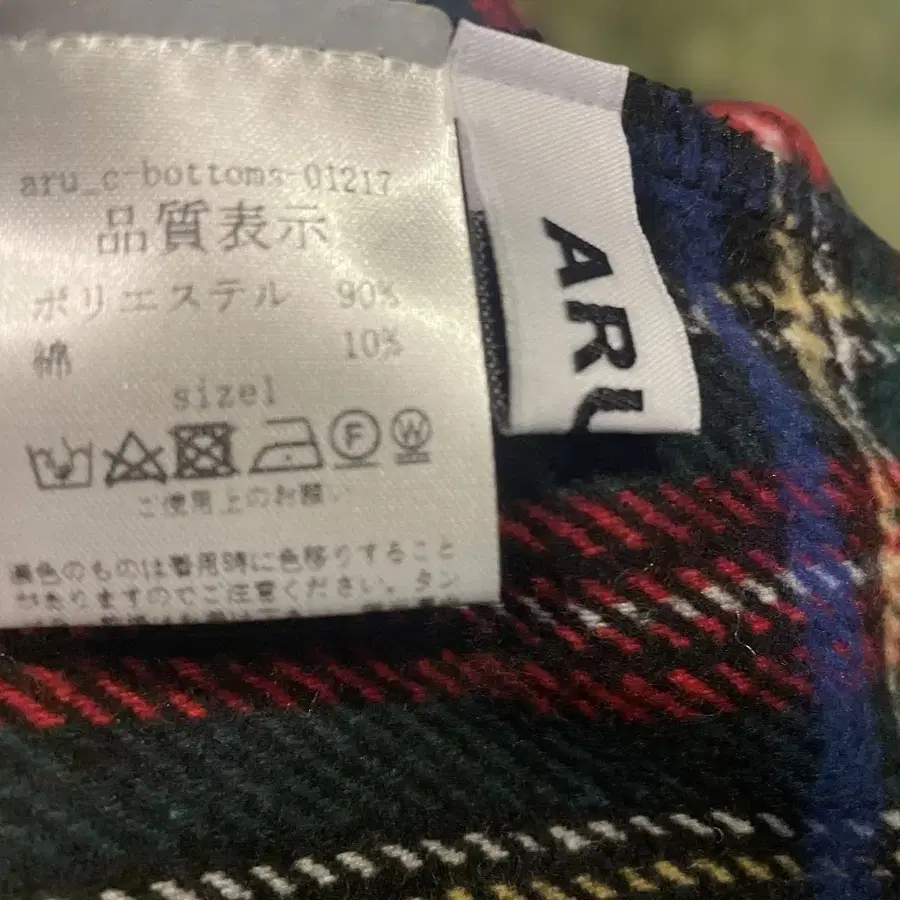 aru_c-bottoms-01217
品質表示
ポリエステル 90%
綿 10%
size1
F W
ご使用上のお願い
濃色のものは着用時に色移りすること
がありますのでご注意ください。タン
ARU